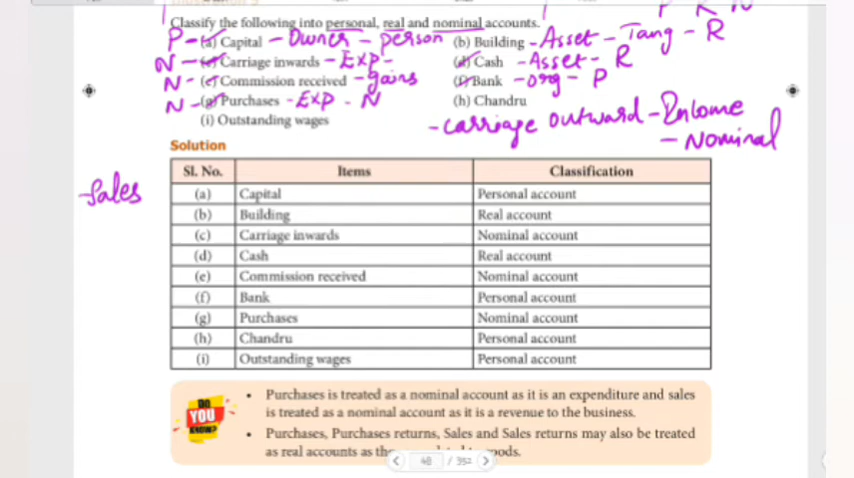 Classify the following into personal, real and nominal accounts.
P - (a) Capital - Owner - person (b) Building - Asset - Tang - R
N - (c) Carriage inwards - Exp - (d) Cash - Asset - R
N - (e) Commission received - gains (f) Bank - org - P
N - (g) Purchases - Exp - N (h) Chandru
(i) Outstanding wages - Carriage outward - Inlome
- Nominal
Solution
Sales
Sl. No. Items Classification
(a) Capital Personal account
(b) Building Real account
(c) Carriage inwards Nominal account
(d) Cash Real account
(e) Commission received Nominal account
(f) Bank Personal account
(g) Purchases Nominal account
(h) Chandru Personal account
(i) Outstanding wages Personal account
DO YOU KNOW?
• Purchases is treated as a nominal account as it is an expenditure and sales
is treated as a nominal account as it is a revenue to the business.
• Purchases, Purchases returns, Sales and Sales returns may also be treated
as real accounts as
< 48 / 352 >